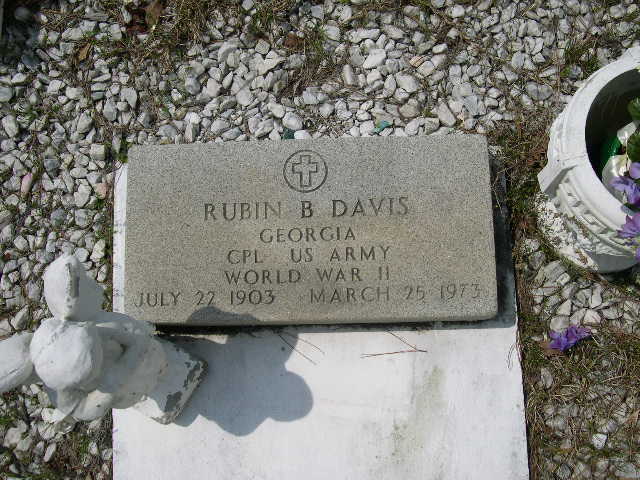 RUBIN B DAVIS
GEORGIA
CPL US ARMY
WORLD WAR II
JULY 22 1903 MARCH 25 1973